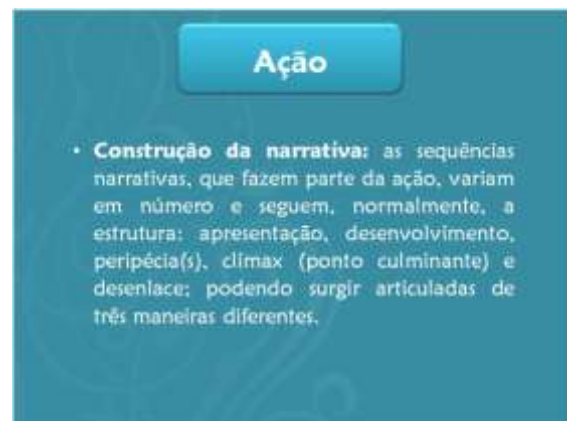 Ação
• Construção da narrativa: as sequências
narrativas, que fazem parte da ação, variam
em número e seguem, normalmente, a
estrutura: apresentação, desenvolvimento,
peripécia(s), clímax (ponto culminante) e
desenlace; podendo surgir articuladas de
três maneiras diferentes.